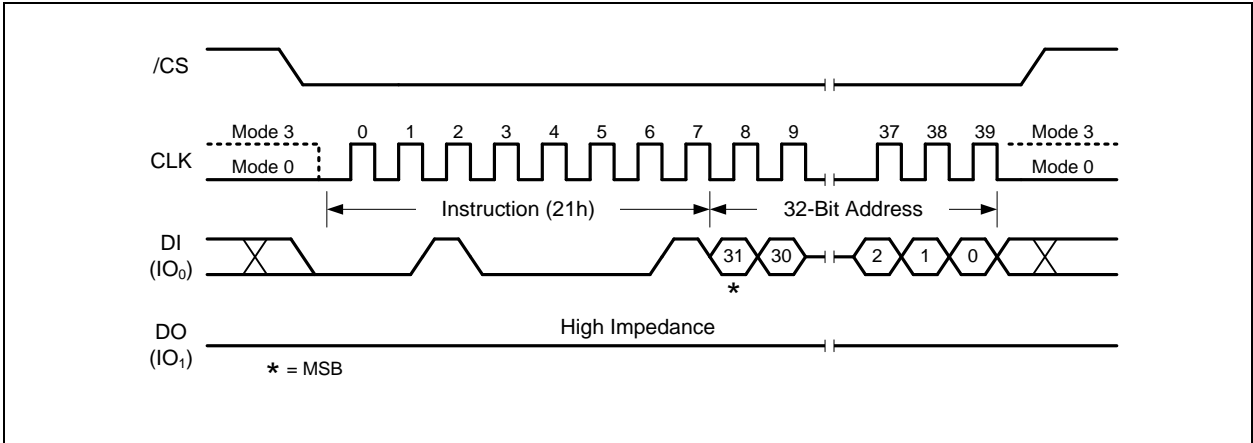 /CS
Mode 3 0 1 2 3 4 5 6 7 8 9 37 38 39 Mode 3
CLK
Mode 0 Mode 0
Instruction (21h) 32-Bit Address
DI
(IO₀)
31 30 2 1 0
*
High Impedance
DO
(IO₁)
* = MSB